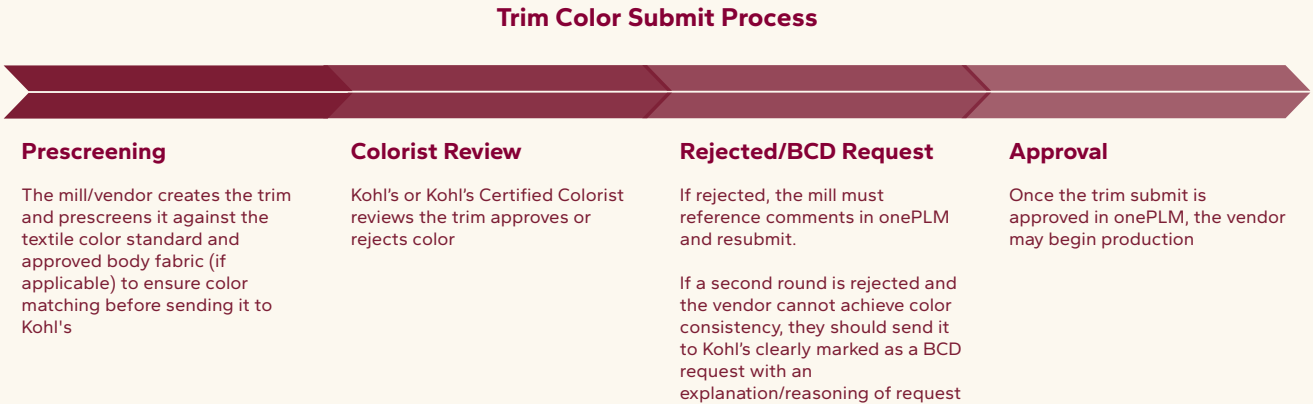 Trim Color Submit Process
Prescreening
The mill/vendor creates the trim
and prescreens it against the
textile color standard and
approved body fabric (if
applicable) to ensure color
matching before sending it to
Kohl's
Colorist Review
Kohl’s or Kohl’s Certified Colorist
reviews the trim approves or
rejects color
Rejected/BCD Request
If rejected, the mill must
reference comments in onePLM
and resubmit.
If a second round is rejected and
the vendor cannot achieve color
consistency, they should send it
to Kohl’s clearly marked as a BCD
request with an
explanation/reasoning of request
Approval
Once the trim submit is
approved in onePLM, the vendor
may begin production